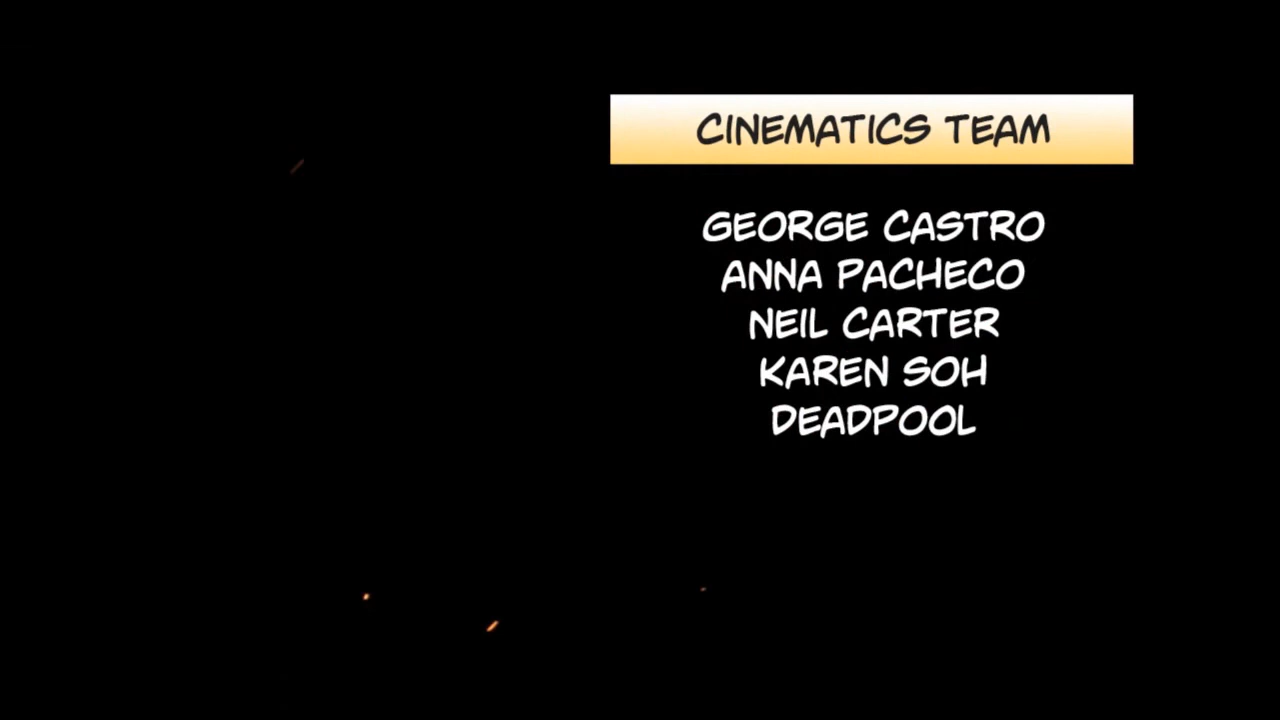 CINEMATICS TEAM
GEORGE CASTRO
ANNA PACHECO
NEIL CARTER
KAREN SOH
DEADPOOL